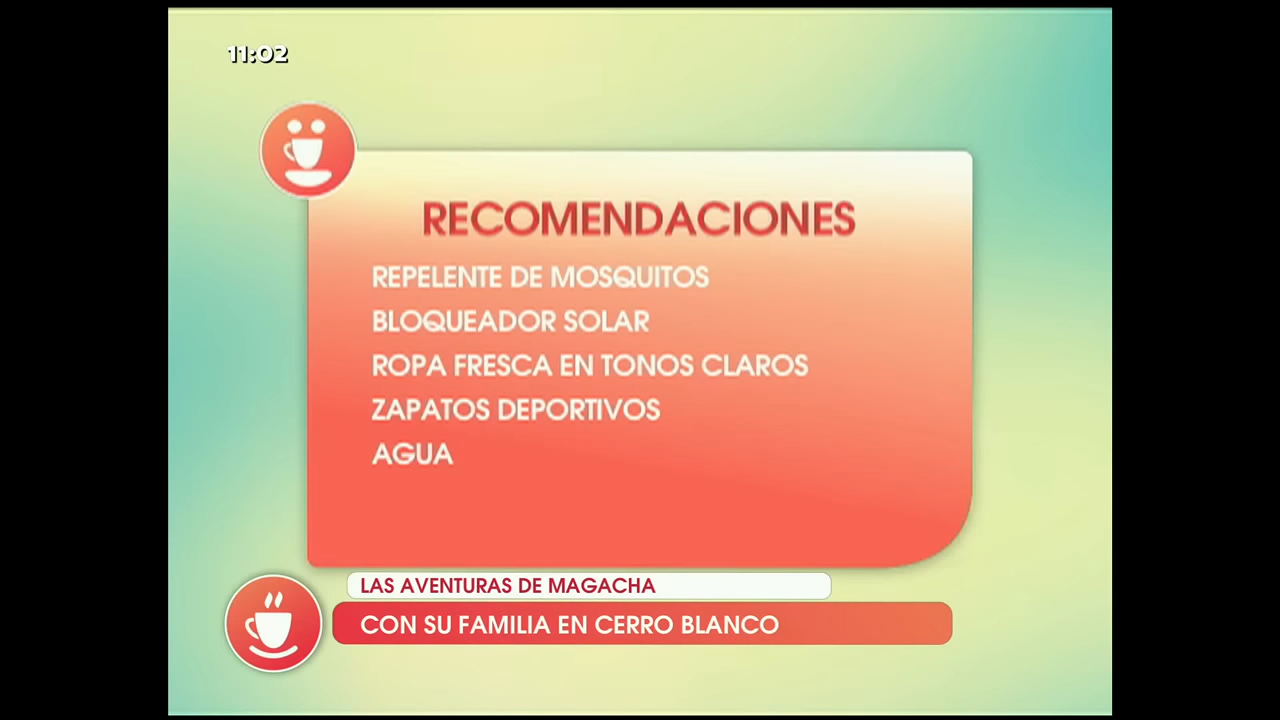 11:02
RECOMENDACIONES
REPELENTE DE MOSQUITOS
BLOQUEADOR SOLAR
ROPA FRESCA EN TONOS CLAROS
ZAPATOS DEPORTIVOS
AGUA
LAS AVENTURAS DE MAGACHA
CON SU FAMILIA EN CERRO BLANCO